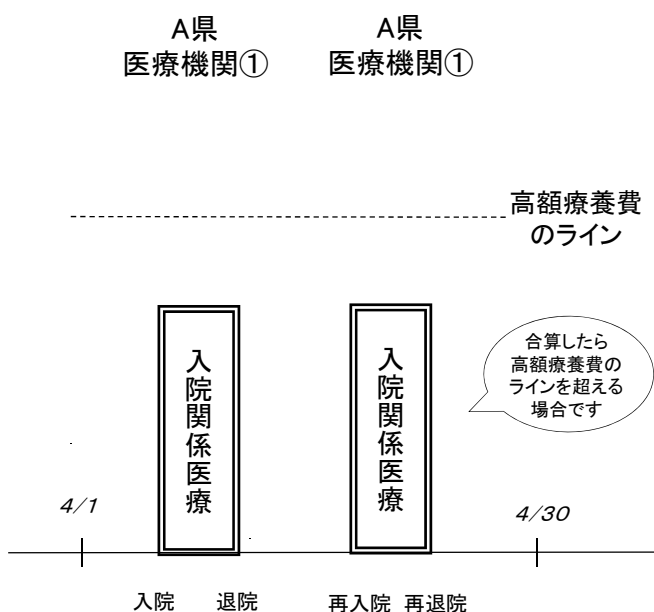 A県
医療機関①
A県
医療機関①
高額療養費
のライン
入院関係医療
入院関係医療
合算したら
高額療養費の
ラインを超える
場合です
4/1
4/30
入院
退院
再入院
再退院